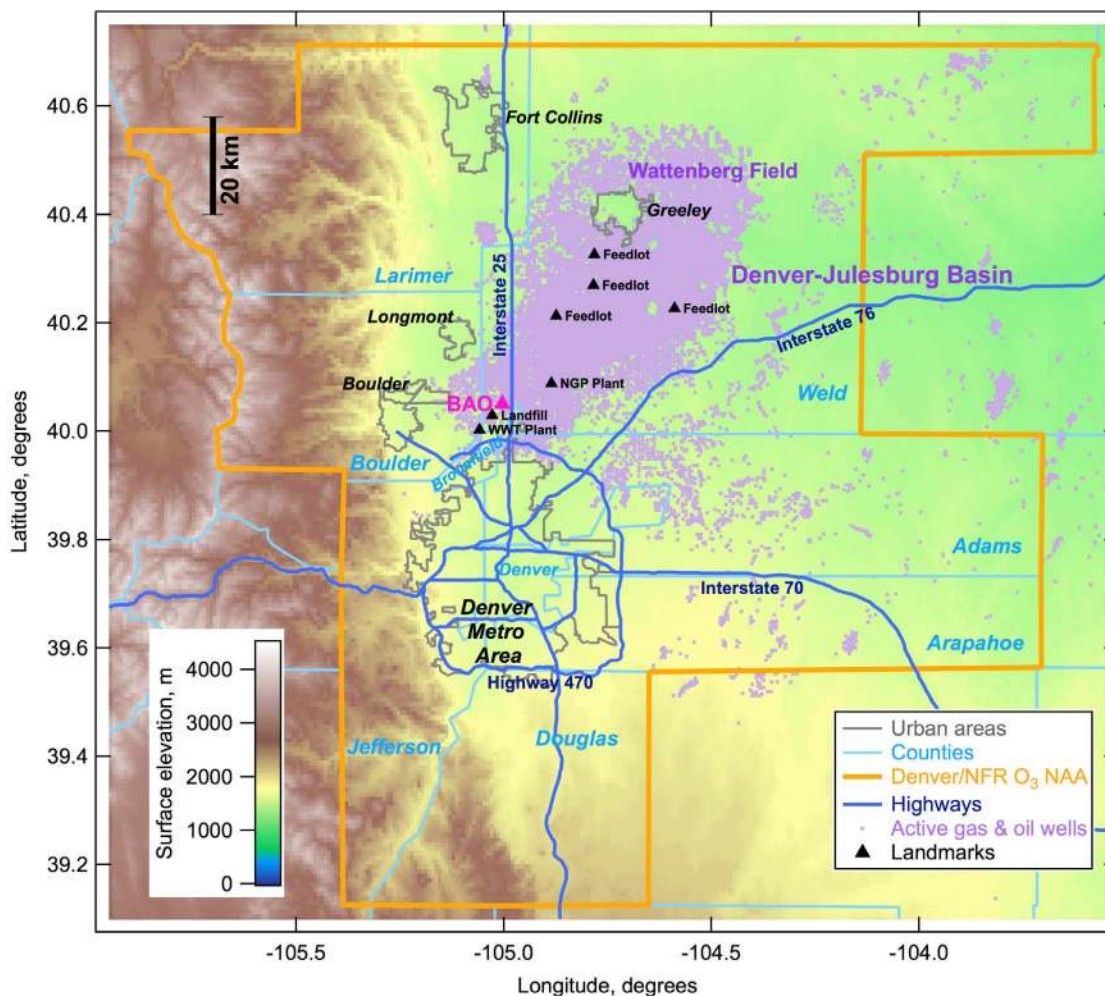 40.6
40.4
40.2
40.0
39.8
39.6
39.4
39.2
Latitude, degrees
-105.5
-105.0
-104.5
-104.0
Longitude, degrees
20 km
Fort Collins
Wattenberg Field
Greeley
Feedlot
Feedlot
Feedlot
Feedlot
Denver-Julesburg Basin
Larimer
Interstate 25
Longmont
Interstate 76
Boulder
NGP Plant
BAO
Landfill
WWT Plant
Weld
Boulder
Broomfield
Adams
Denver
Interstate 70
Denver
Metro
Area
Arapahoe
Highway 470
Jefferson
Douglas
Surface elevation, m
4000
3000
2000
1000
0
Urban areas
Counties
Denver/NFR O₃ NAA
Highways
Active gas & oil wells
Landmarks